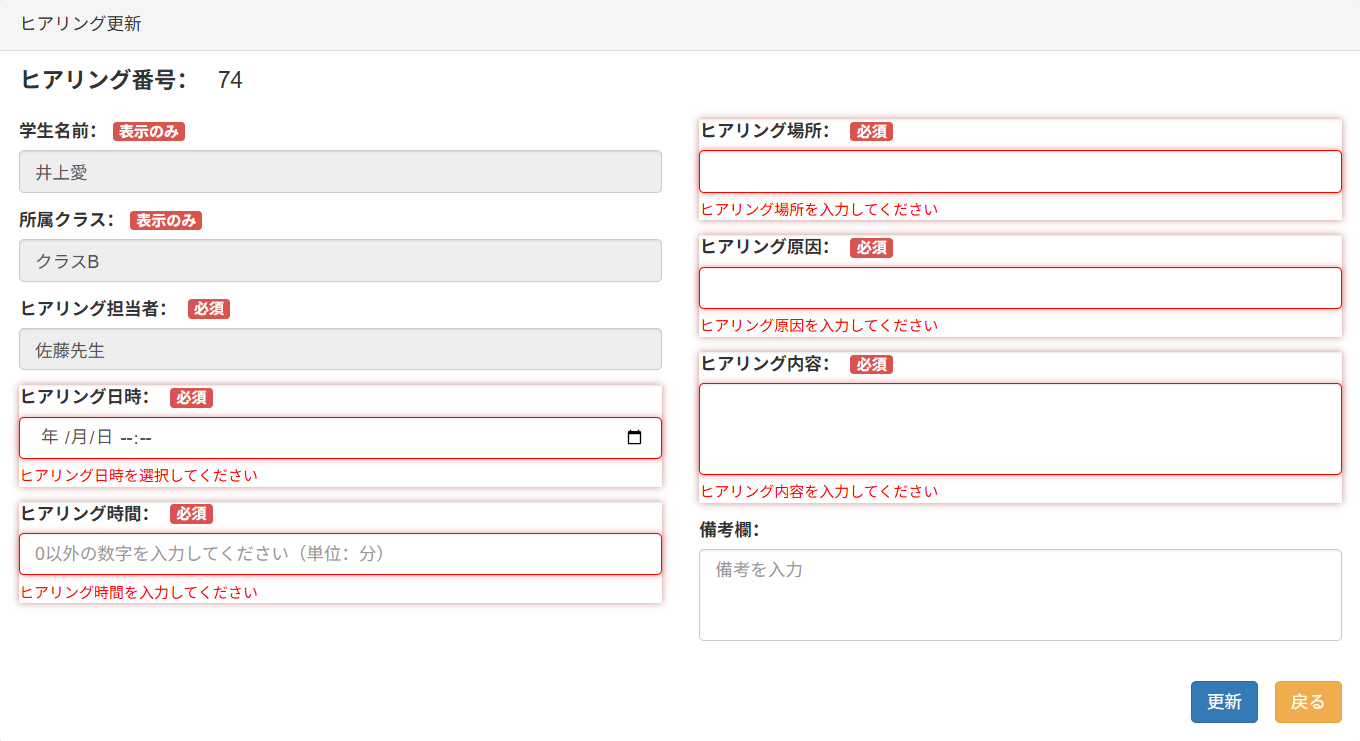 ヒアリング更新
ヒアリング番号： 74
学生名前： 表示のみ
井上愛
所属クラス： 表示のみ
クラスB
ヒアリング担当者： 必須
佐藤先生
ヒアリング日時： 必須
年 /月/日 --:--
ヒアリング日時を選択してください
ヒアリング時間： 必須
0以外の数字を入力してください（単位：分）
ヒアリング時間を入力してください
ヒアリング場所： 必須
ヒアリング場所を入力してください
ヒアリング原因： 必須
ヒアリング原因を入力してください
ヒアリング内容： 必須
ヒアリング内容を入力してください
備考欄：
備考を入力
更新 戻る